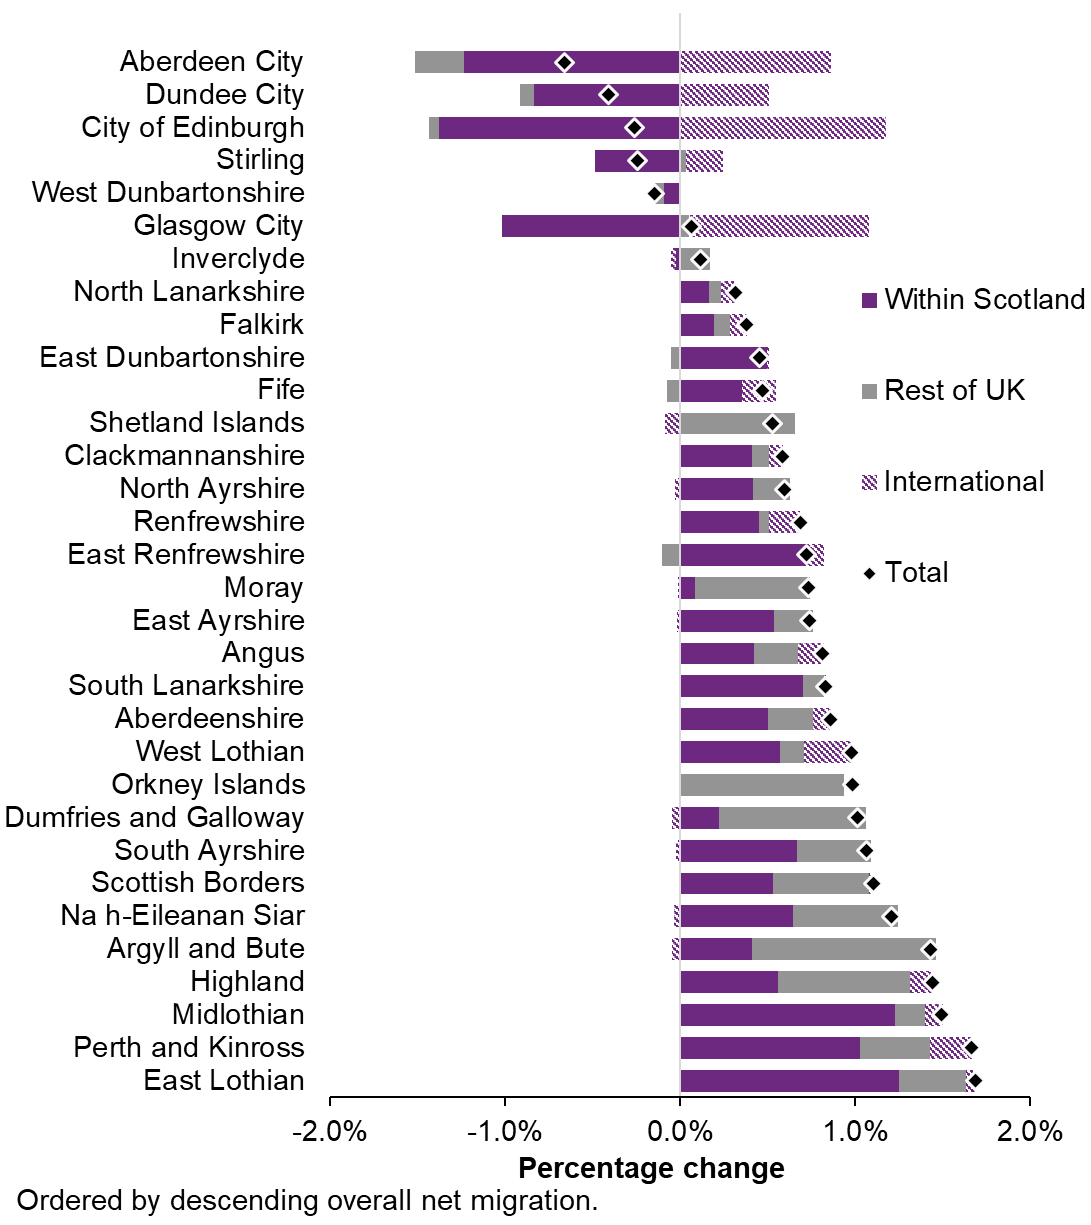 Aberdeen City
Dundee City
City of Edinburgh
Stirling
West Dunbartonshire
Glasgow City
Inverclyde
North Lanarkshire
Falkirk
East Dunbartonshire
Fife
Shetland Islands
Clackmannanshire
North Ayrshire
Renfrewshire
East Renfrewshire
Moray
East Ayrshire
Angus
South Lanarkshire
Aberdeenshire
West Lothian
Orkney Islands
Dumfries and Galloway
South Ayrshire
Scottish Borders
Na h-Eileanan Siar
Argyll and Bute
Highland
Midlothian
Perth and Kinross
East Lothian
Within Scotland
Rest of UK
International
Total
-2.0% -1.0% 0.0% 1.0% 2.0%
Percentage change
Ordered by descending overall net migration.